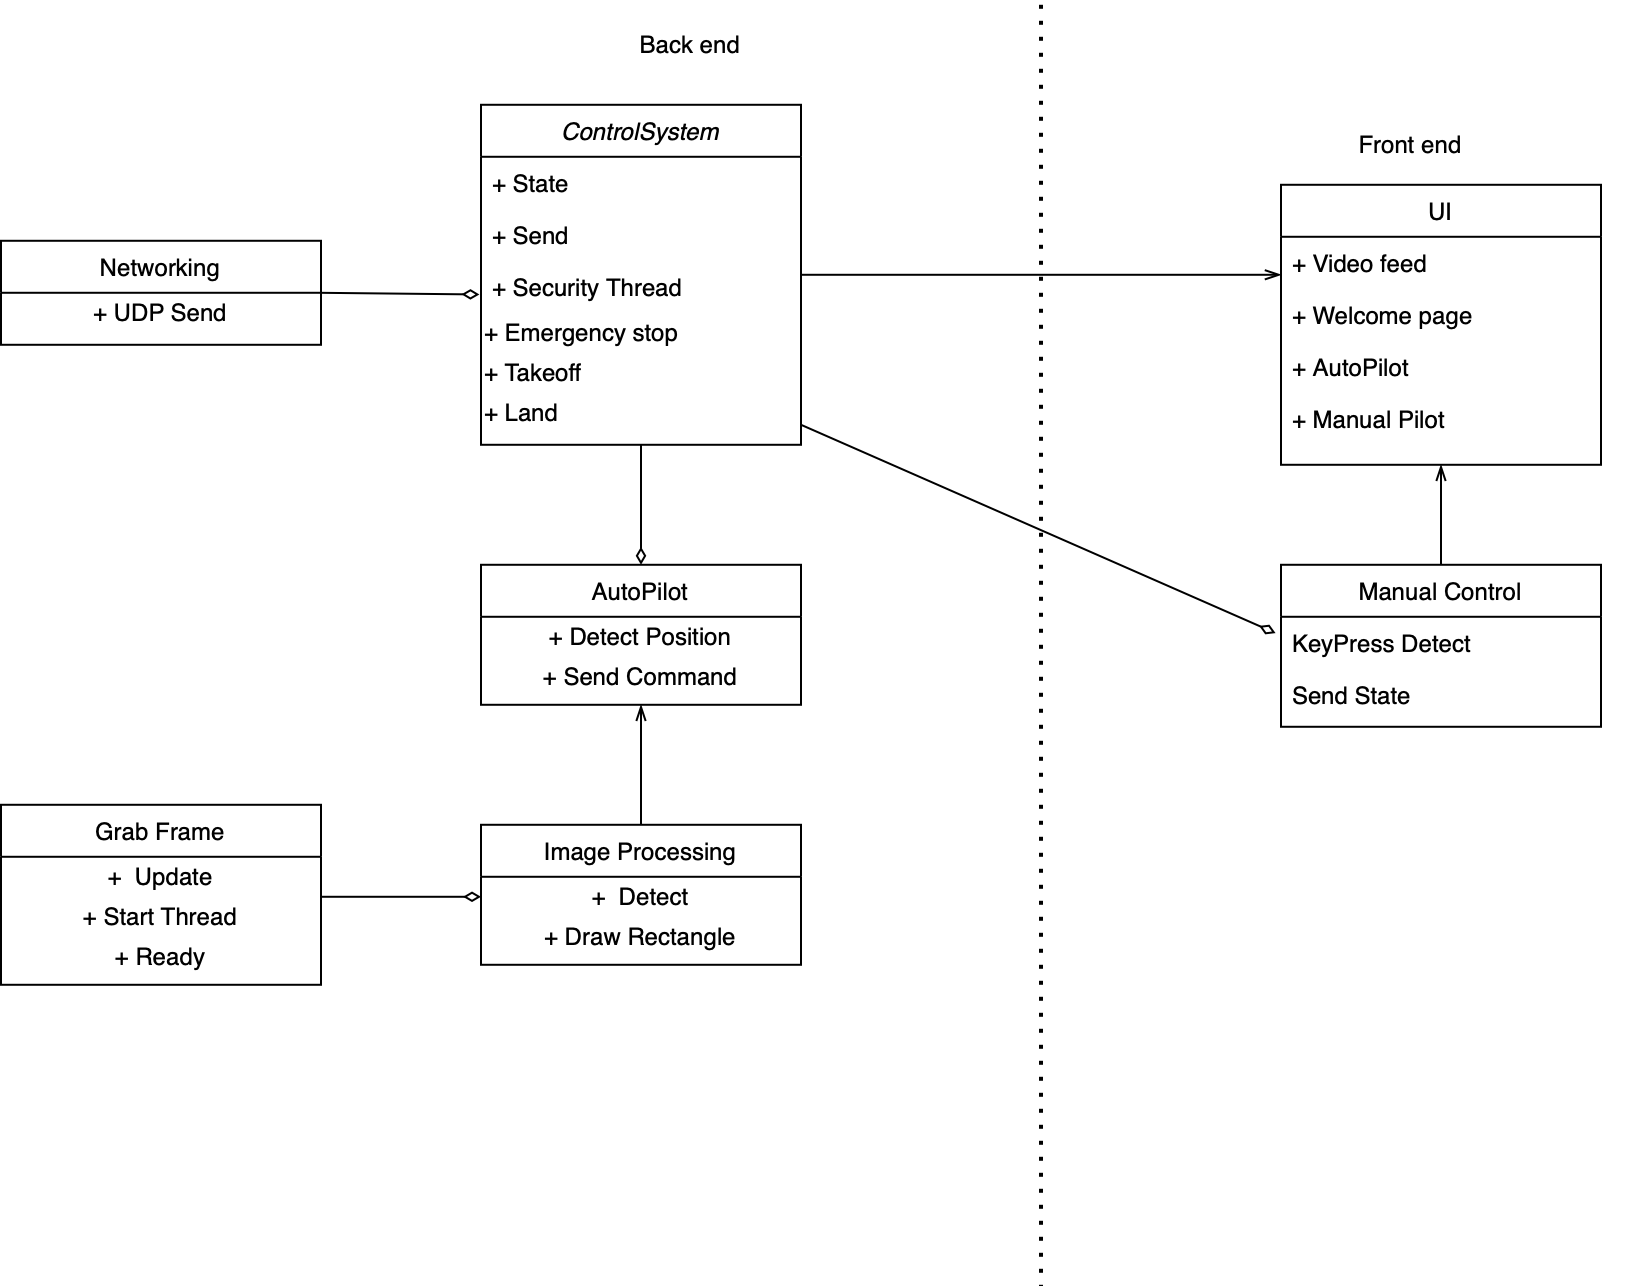 Back end
ControlSystem
+ State
+ Send
+ Security Thread
+ Emergency stop
+ Takeoff
+ Land
Networking
+ UDP Send
AutoPilot
+ Detect Position
+ Send Command
Grab Frame
+  Update
+ Start Thread
+ Ready
Image Processing
+  Detect
+ Draw Rectangle
Front end
UI
+ Video feed
+ Welcome page
+ AutoPilot
+ Manual Pilot
Manual Control
KeyPress Detect
Send State